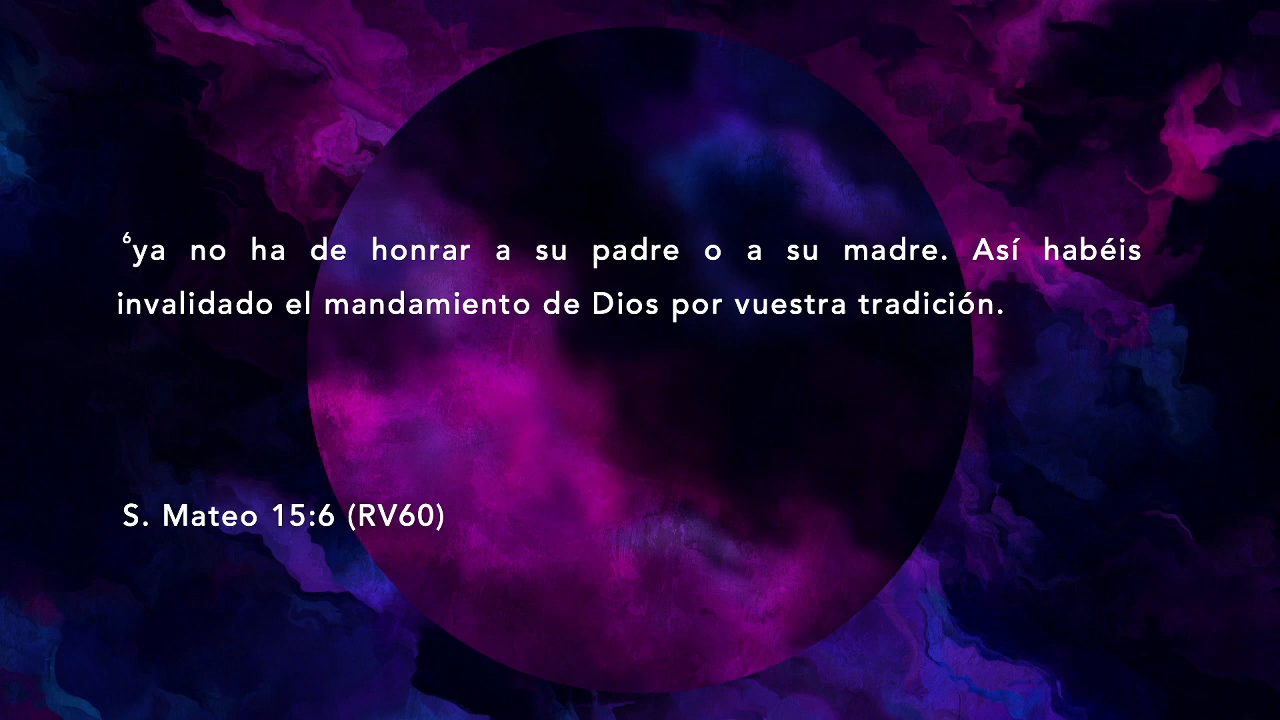 ⁶ya no ha de honrar a su padre o a su madre. Así habéis
invalidado el mandamiento de Dios por vuestra tradición.
S. Mateo 15:6 (RV60)